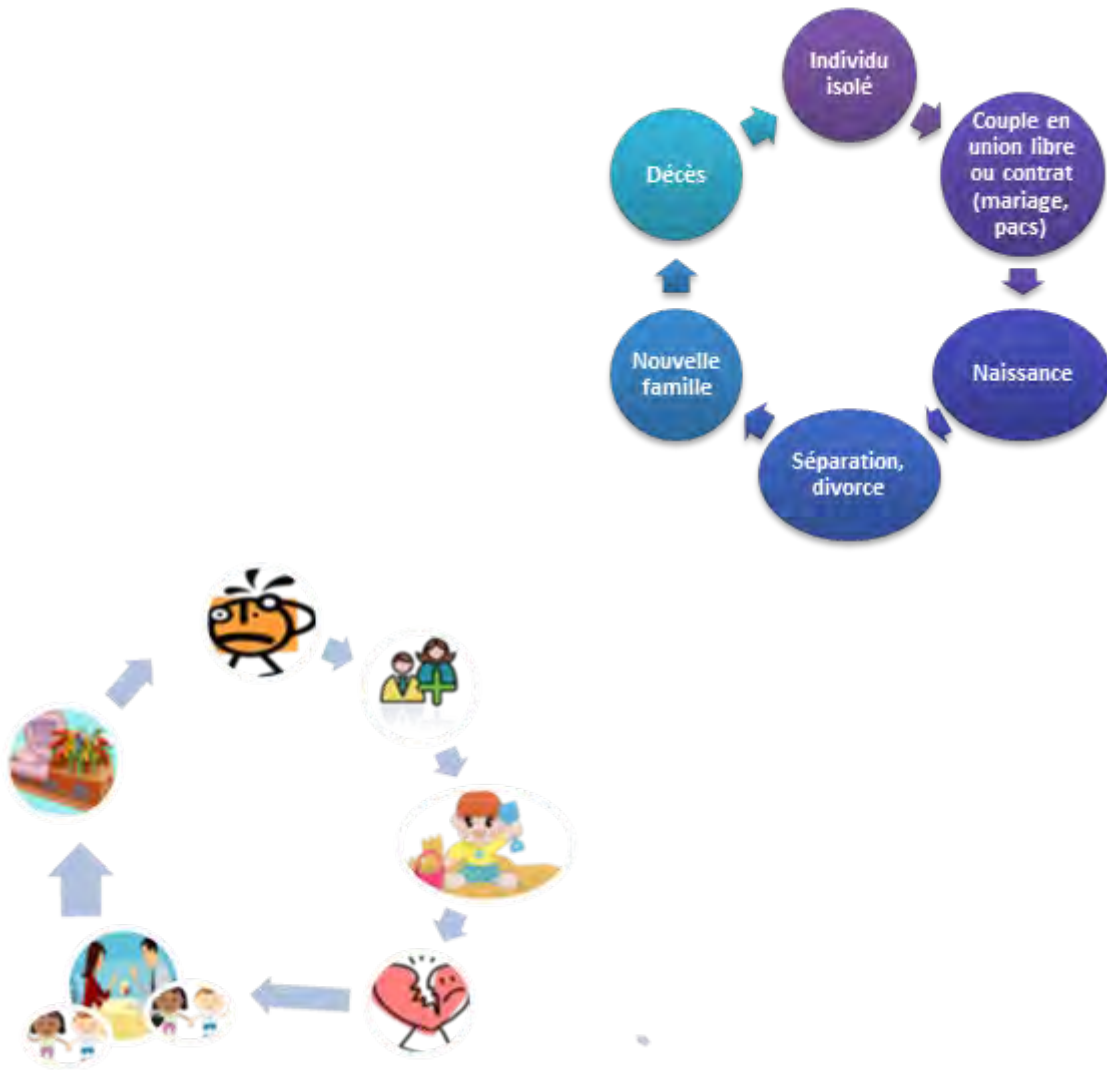 Individu
isolé
Couple en
union libre
ou contrat
(mariage,
pacs)
Naissance
Séparation,
divorce
Nouvelle
famille
Décès